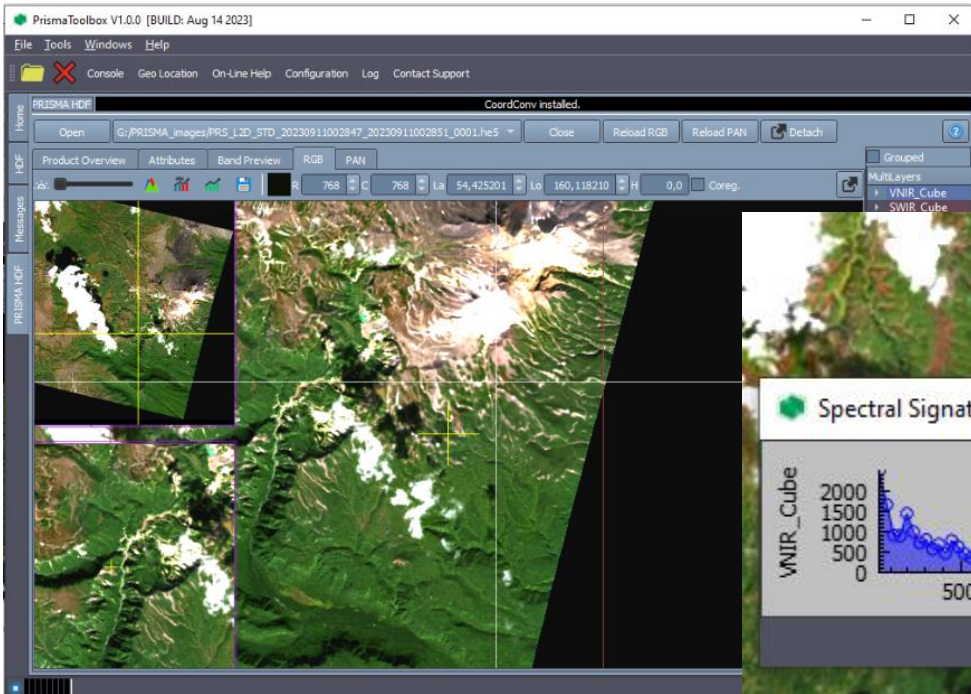 PrismaToolbox V1.0.0 [BUILD: Aug 14 2023]
File Tools Windows Help
Console Geo Location On-Line Help Configuration Log Contact Support
PRISMA HDF CoordConv installed.
Home
HDF
Messages
PRISMA HDF
Open G:/PRISMA_images/PRS_L2D_STD_20230911002847_20230911002851_0001.he5 Close Reload RGB Reload PAN Detach
Product Overview Attributes Band Preview RGB PAN
R 768 C 768 La 54,425201 Lo 160,118210 H 0,0 Coreg.
Grouped
MultiLayers
VNIR_Cube
SWIR_Cube
Spectral Signat
VNIR_Cube
2000
1500
1000
500
0
500